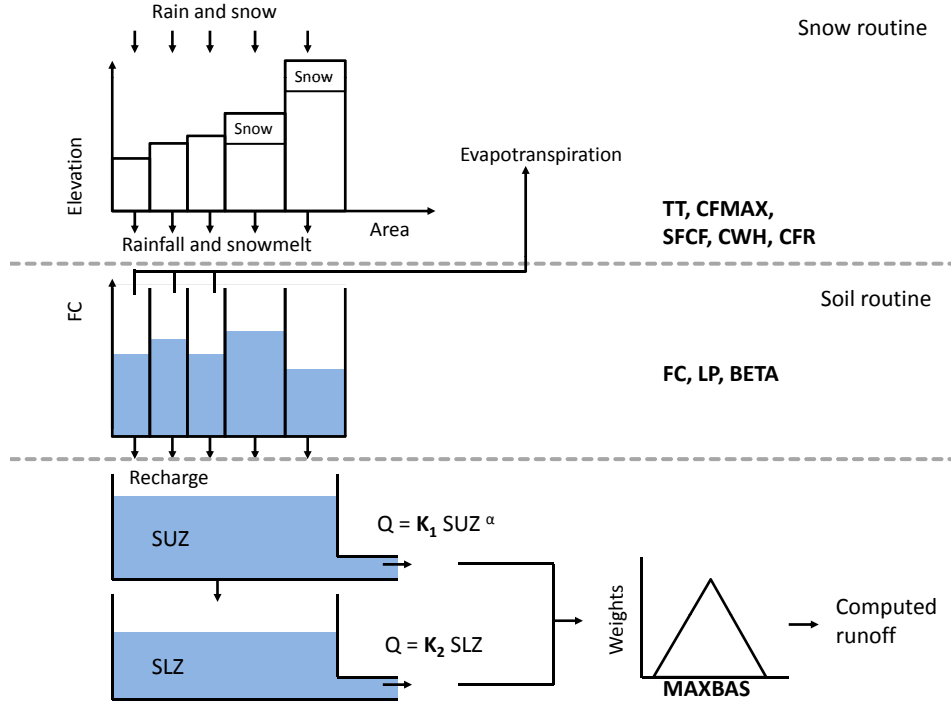 Rain and snow
Snow routine
Snow
Snow
Elevation
Evapotranspiration
Area
TT, CFMAX,
SFCF, CWH, CFR
Rainfall and snowmelt
Soil routine
FC
FC, LP, BETA
Recharge
SUZ
Q = K₁ SUZ ᵅ
Weights
Computed
runoff
SLZ
Q = K₂ SLZ
MAXBAS